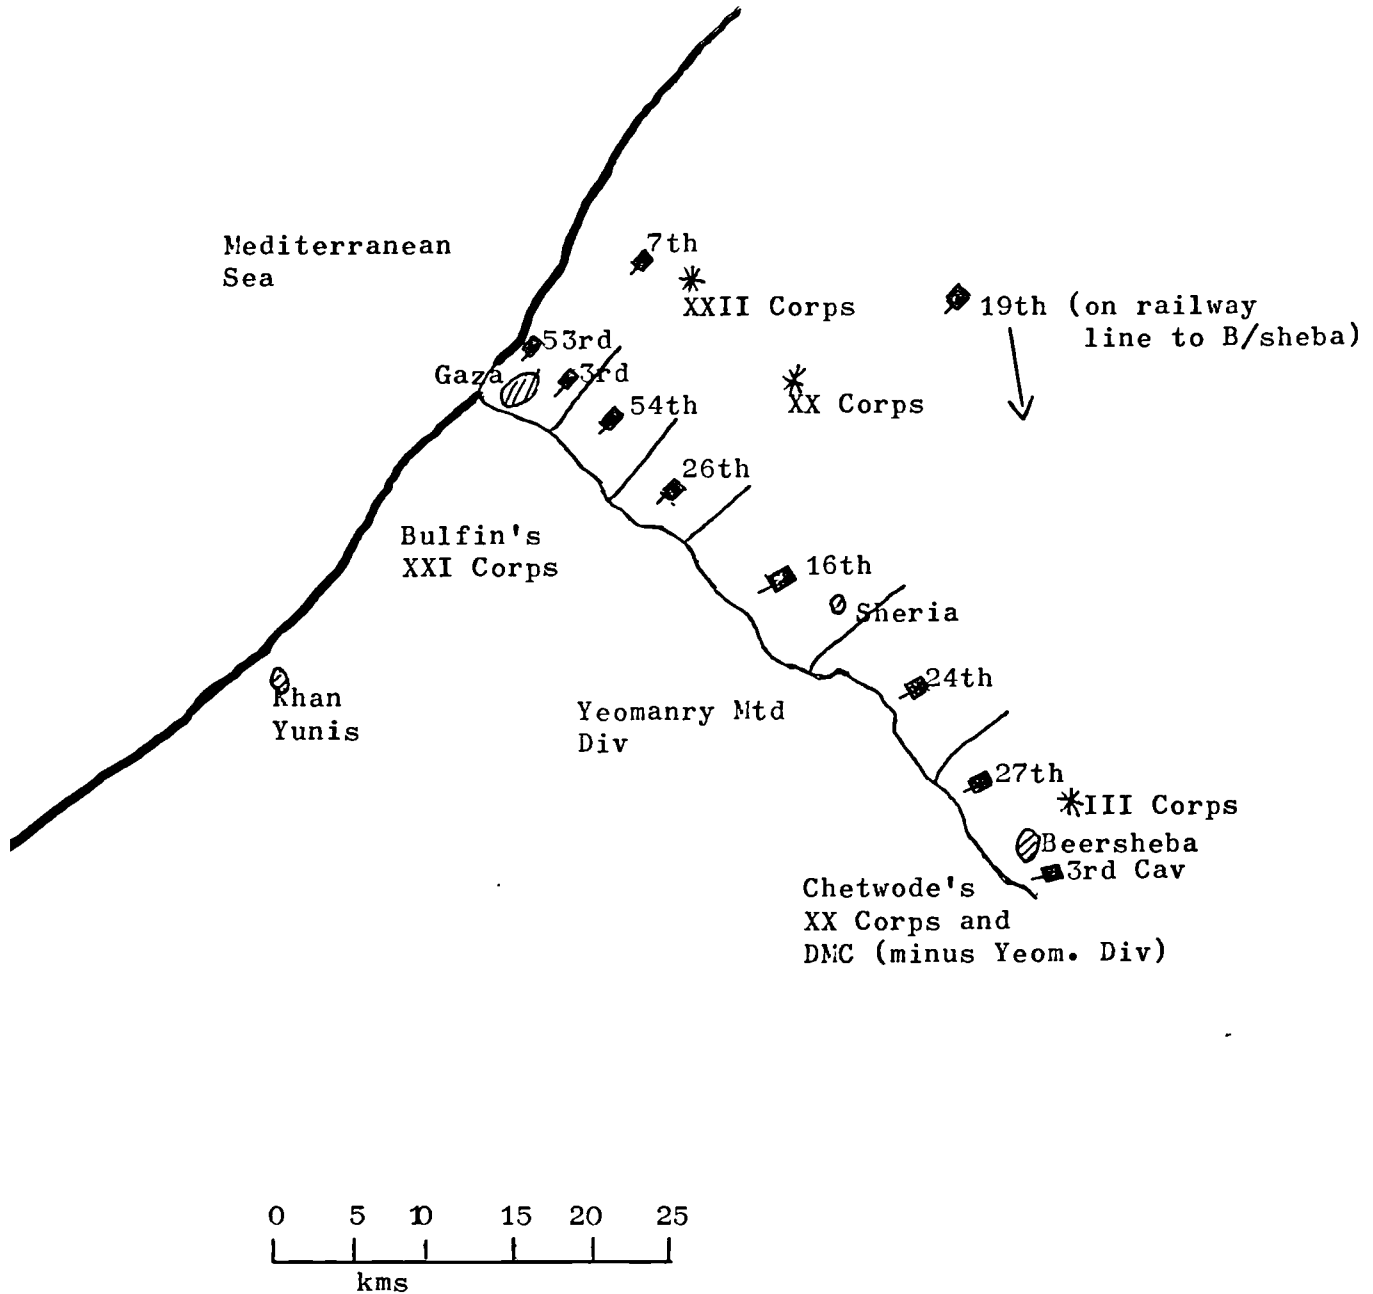 Mediterranean
Sea
7th
XXII Corps
19th (on railway
line to B/sheba)
53rd
Gaza
3rd
XX Corps
54th
26th
Bulfin's
XXI Corps
16th
Sheria
Khan
Yunis
24th
Yeomanry Mtd
Div
27th
III Corps
Beersheba
3rd Cav
Chetwode's
XX Corps and
DMC (minus Yeom. Div)
0 5 10 15 20 25
kms